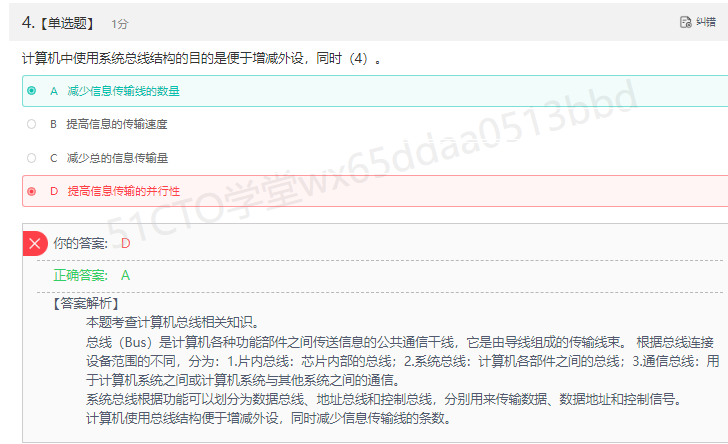 4.【单选题】 1分 纠错
计算机中使用系统总线结构的目的是便于增减外设，同时（4）。
A 减少信息传输线的数量
B 提高信息的传输速度
C 减少总的信息传输量
D 提高信息传输的并行性
51CTO学堂wx65ddaa0513bbd
你的答案： D
正确答案： A
【答案解析】
本题考查计算机总线相关知识。
总线（Bus）是计算机各种功能部件之间传送信息的公共通信干线，它是由导线组成的传输线束。 根据总线连接
设备范围的不同，分为：1.片内总线：芯片内部的总线；2.系统总线：计算机各部件之间的总线；3.通信总线：用
于计算机系统之间或计算机系统与其他系统之间的通信。
系统总线根据功能可以划分为数据总线、地址总线和控制总线，分别用来传输数据、数据地址和控制信号。
计算机使用总线结构便于增减外设，同时减少信息传输线的条数。